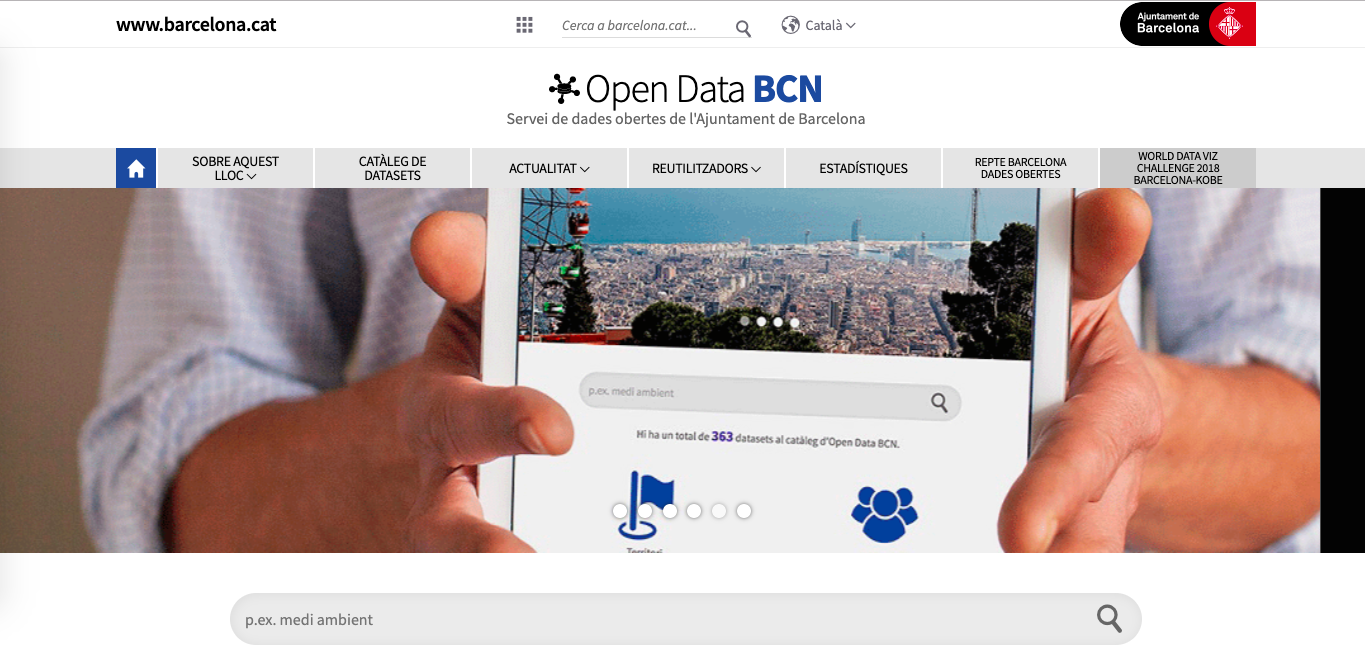 www.barcelona.cat
Cerca a barcelona.cat...
Català
Ajuntament de
Barcelona
Open Data BCN
Servei de dades obertes de l'Ajuntament de Barcelona
SOBRE AQUEST
LLOC
CATÀLEG DE
DATASETS
ACTUALITAT
REUTILITZADORS
ESTADÍSTIQUES
REPTE BARCELONA
DADES OBERTES
WORLD DATA VIZ
CHALLENGE 2018
BARCELONA-KOBE
p.ex. medi ambient
Hi ha un total de 363 datasets al catàleg d'Open Data BCN.
Territori
p.ex. medi ambient